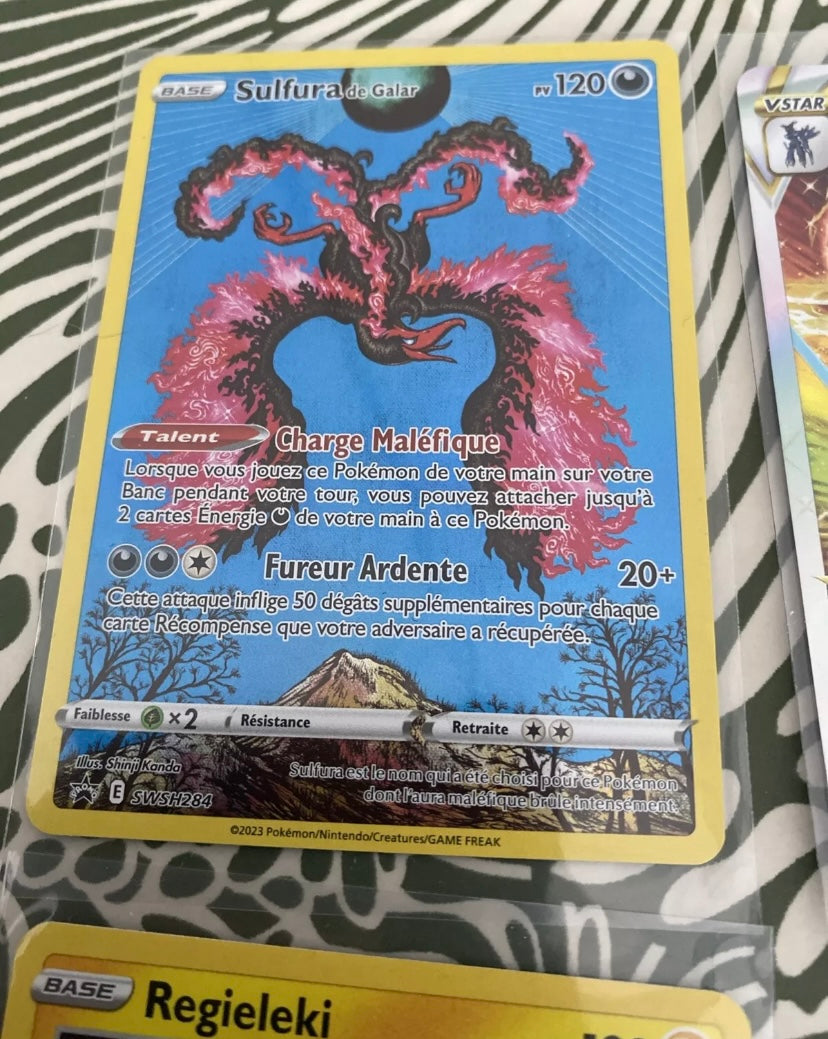 BASE Sulfura de Galar PV 120
Talent Charge Maléfique
Lorsque vous jouez ce Pokémon de votre main sur votre
Banc pendant votre tour, vous pouvez attacher jusqu'à
2 cartes Énergie de votre main à ce Pokémon.
Fureur Ardente 20+
Cette attaque inflige 50 dégâts supplémentaires pour chaque
carte Récompense que votre adversaire a récupérée.
Faiblesse ×2 Résistance Retraite
Illus. Shinji Kanda
Sulfura est le nom qui a été choisi pour ce Pokémon
dont l'aura maléfique brûle intensément.
PROMO E SWSH284
©2023 Pokémon/Nintendo/Creatures/GAME FREAK
VSTAR
BASE Regieleki